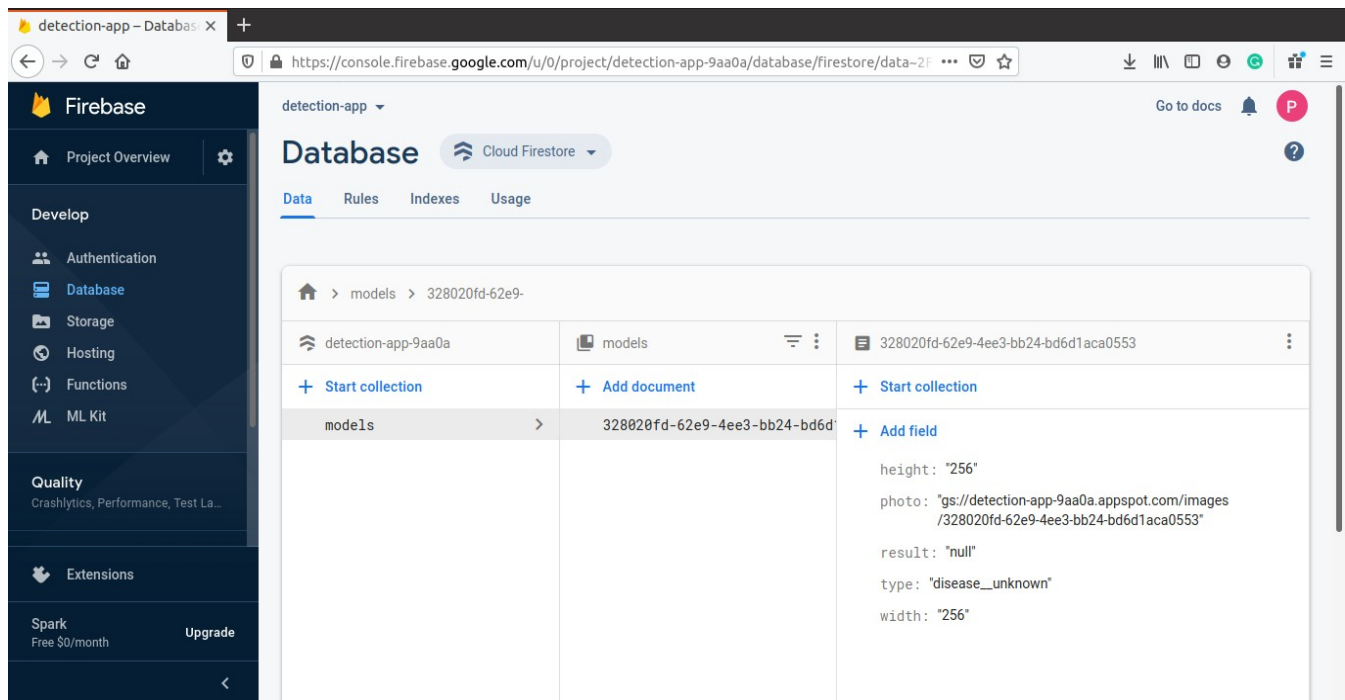 detection-app – Databas
https://console.firebase.google.com/u/0/project/detection-app-9aa0a/database/firestore/data~2F
Firebase
detection-app
Go to docs
P
Project Overview
Database
Cloud Firestore
Data Rules Indexes Usage
Develop
Authentication
Database
Storage
Hosting
Functions
ML Kit
Quality
Crashlytics, Performance, Test La...
Extensions
Spark
Free $0/month
Upgrade
> models > 328020fd-62e9-
detection-app-9aa0a
Start collection
models
models
Add document
328020fd-62e9-4ee3-bb24-bd6d1
328020fd-62e9-4ee3-bb24-bd6d1aca0553
Start collection
Add field
height: "256"
photo: "gs://detection-app-9aa0a.appspot.com/images
/328020fd-62e9-4ee3-bb24-bd6d1aca0553"
result: "null"
type: "disease__unknown"
width: "256"